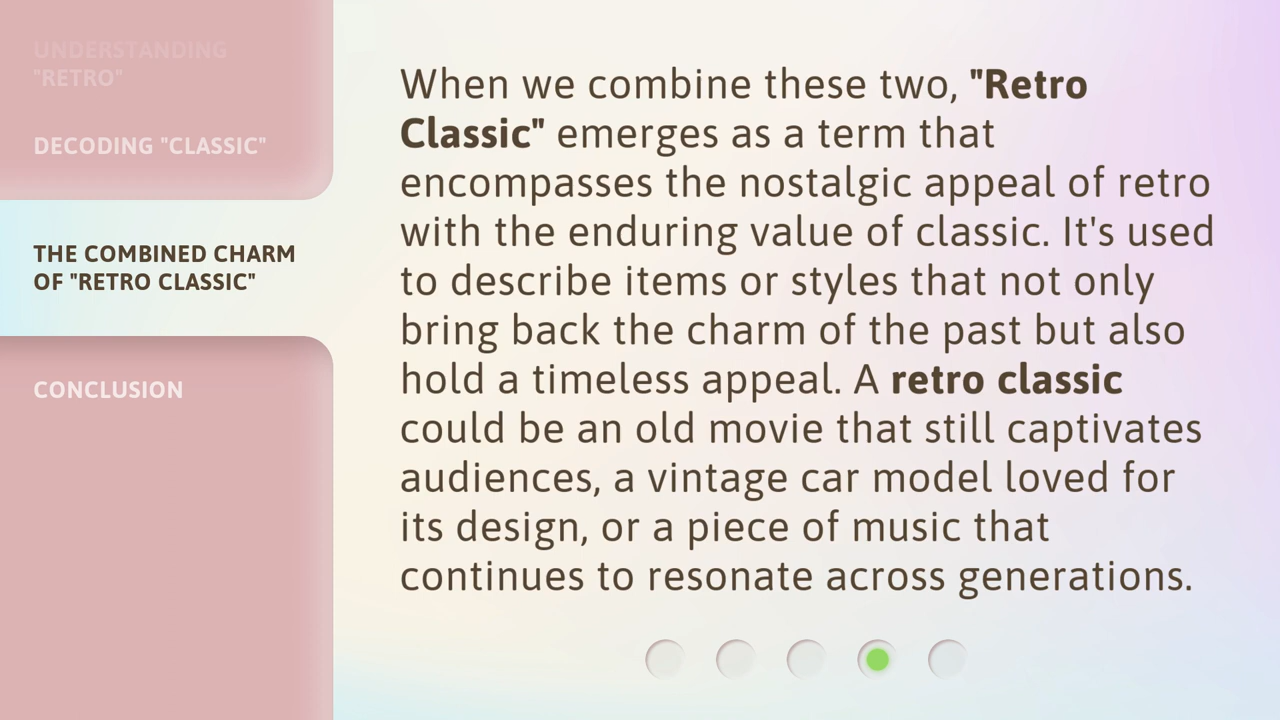 UNDERSTANDING
"RETRO"
DECODING "CLASSIC"
THE COMBINED CHARM
OF "RETRO CLASSIC"
CONCLUSION
When we combine these two, "Retro
Classic" emerges as a term that
encompasses the nostalgic appeal of retro
with the enduring value of classic. It's used
to describe items or styles that not only
bring back the charm of the past but also
hold a timeless appeal. A retro classic
could be an old movie that still captivates
audiences, a vintage car model loved for
its design, or a piece of music that
continues to resonate across generations.